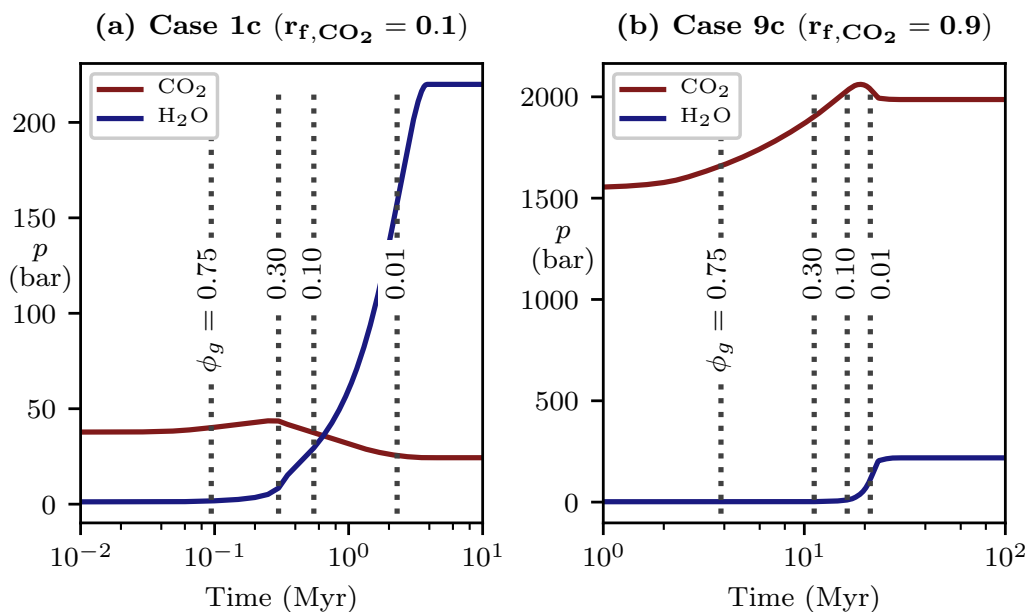 (a) Case 1c (r_f,CO₂ = 0.1)
CO₂
H₂O
200
150
p
(bar)
100
50
0
ϕ_g = 0.75
0.30
0.10
0.01
10⁻²
10⁻¹
10⁰
10¹
Time (Myr)
(b) Case 9c (r_f,CO₂ = 0.9)
CO₂
H₂O
2000
1500
p
(bar)
1000
500
0
ϕ_g = 0.75
0.30
0.10
0.01
10⁰
10¹
10²
Time (Myr)